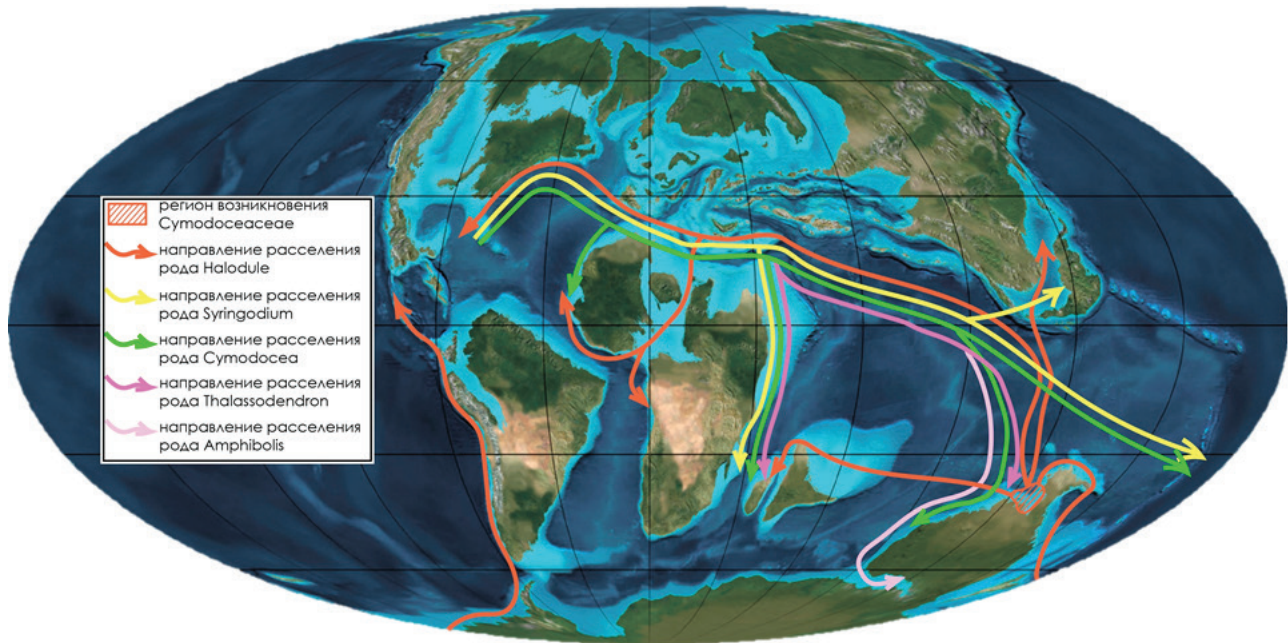 регион возникновения
Cymodoceaceae
направление расселения
рода Halodule
направление расселения
рода Syringodium
направление расселения
рода Cymodocea
направление расселения
рода Thalassodendron
направление расселения
рода Amphibolis